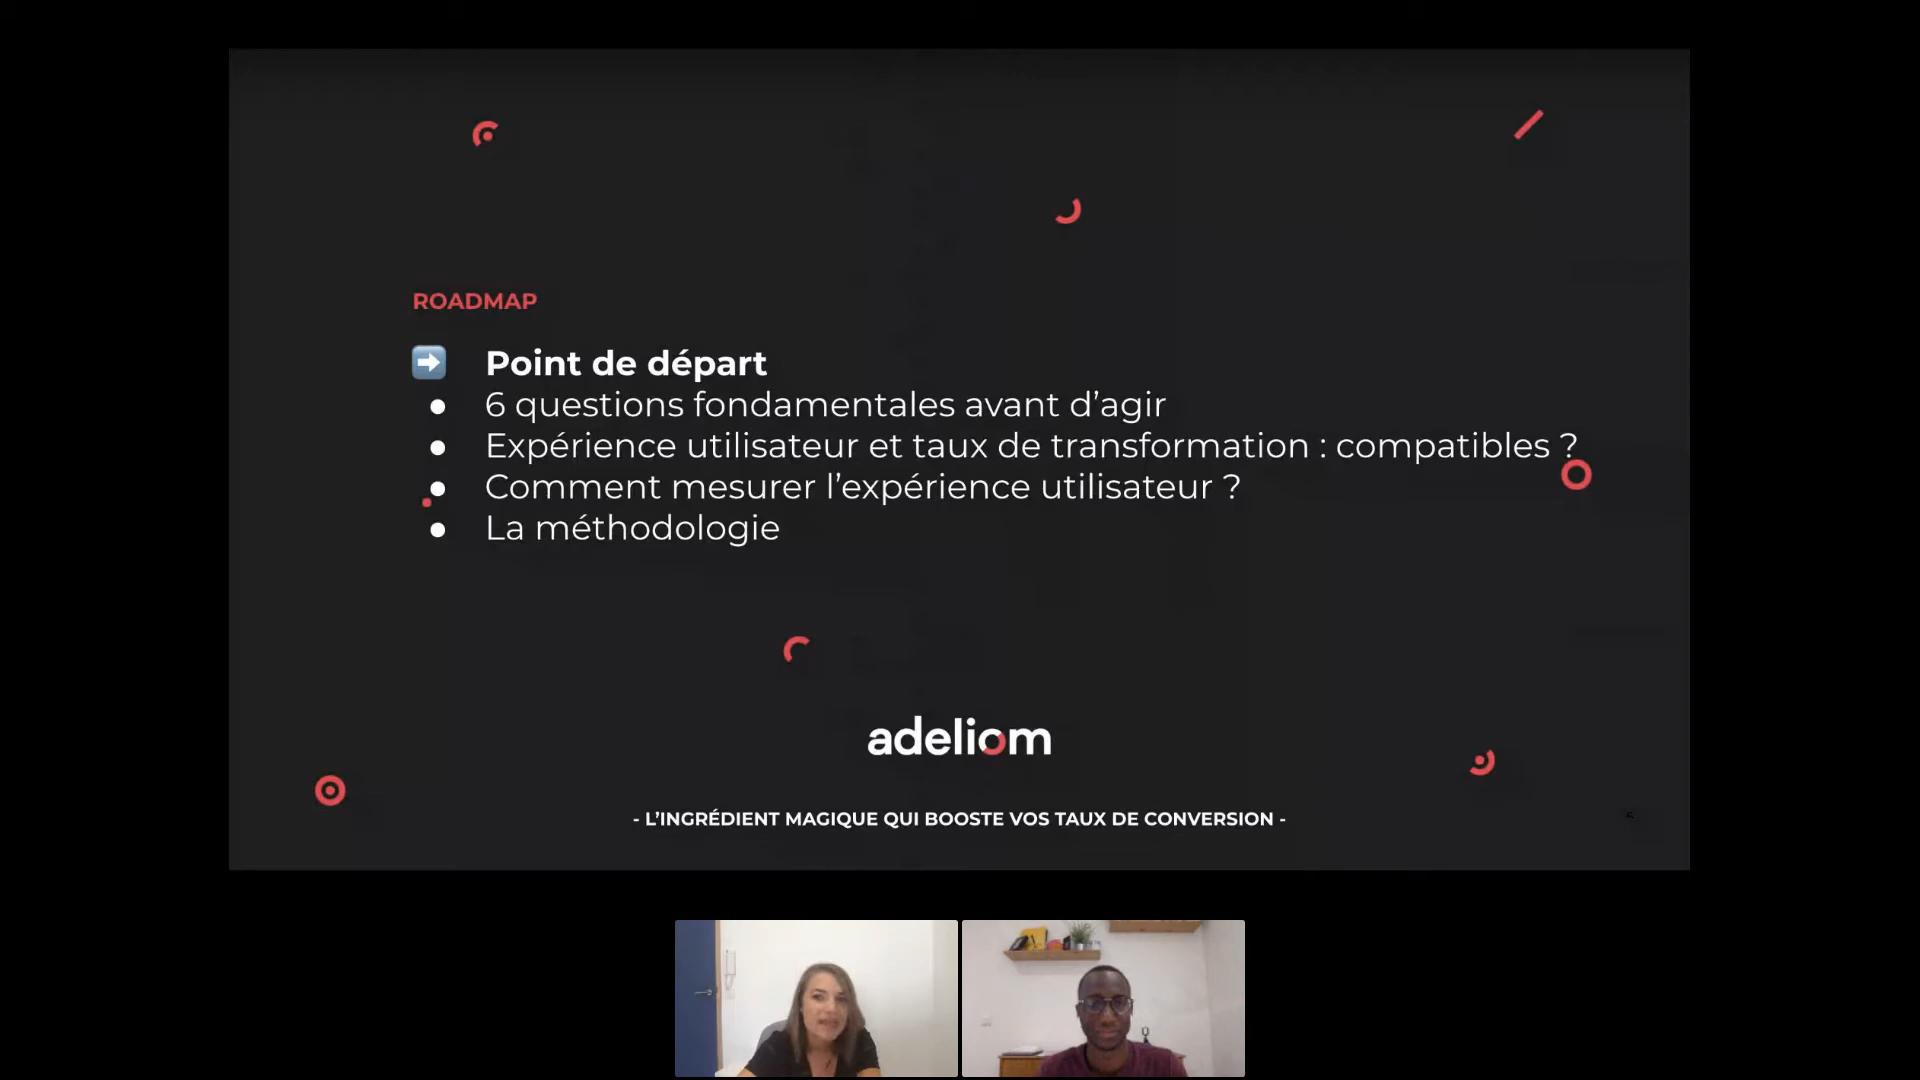 ROADMAP
Point de départ
6 questions fondamentales avant d’agir
Expérience utilisateur et taux de transformation : compatibles ?
Comment mesurer l’expérience utilisateur ?
La méthodologie
adeliom
- L’INGRÉDIENT MAGIQUE QUI BOOSTE VOS TAUX DE CONVERSION -